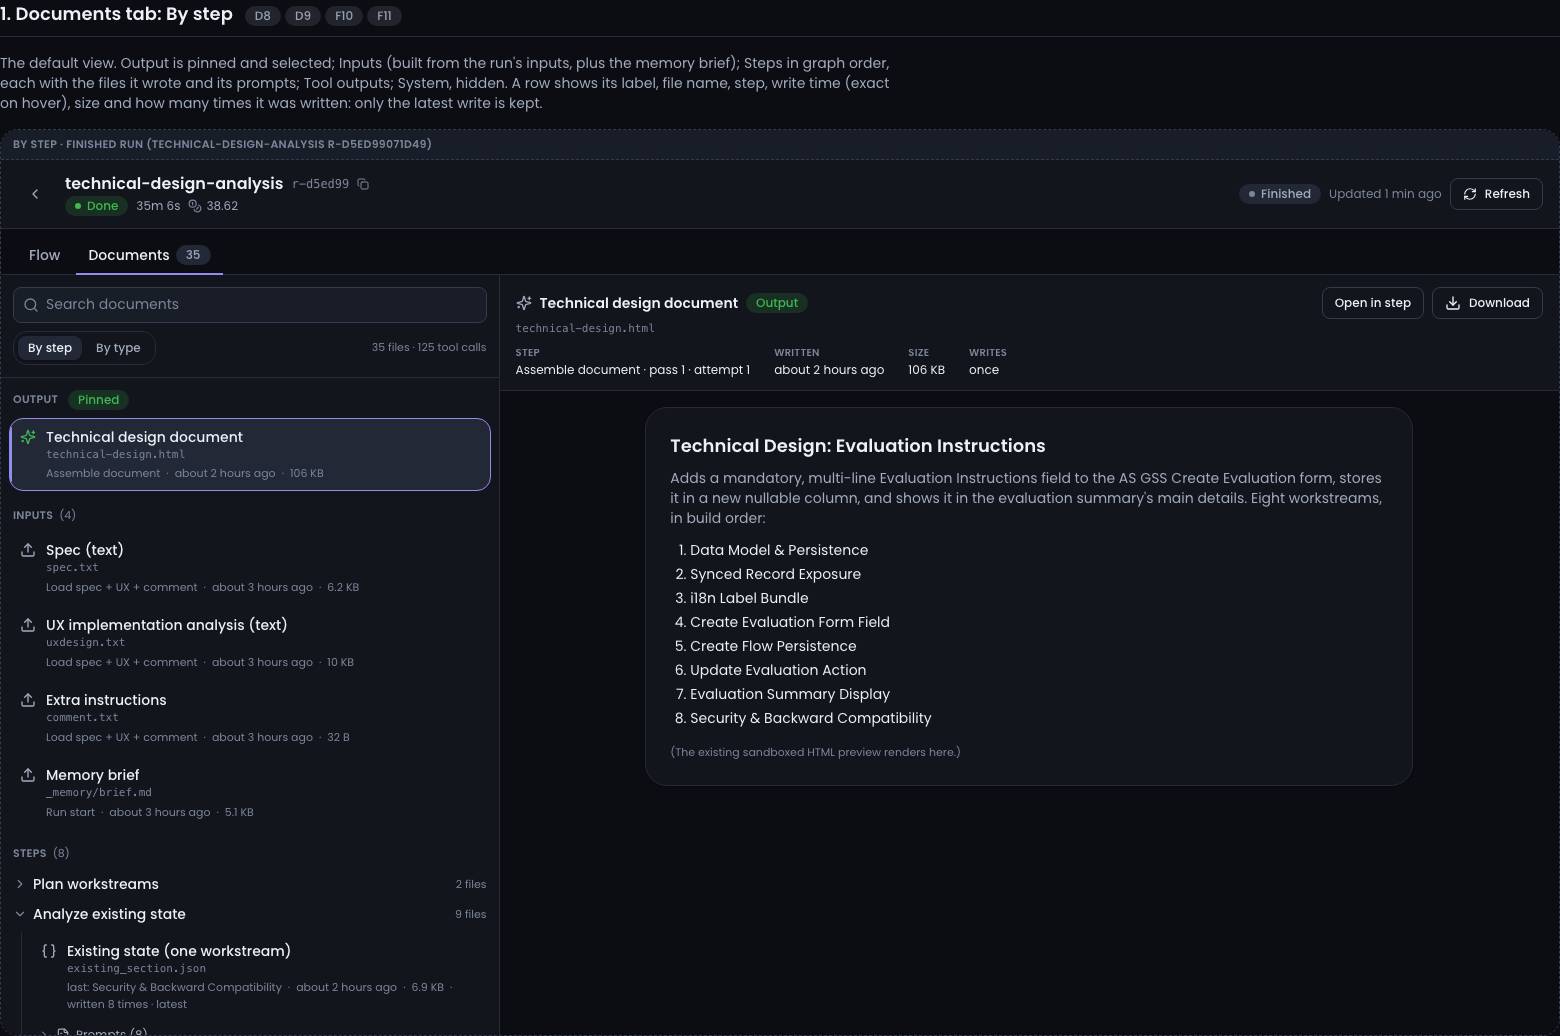 1. Documents tab: By step D8 D9 F10 F11
The default view. Output is pinned and selected; Inputs (built from the run's inputs, plus the memory brief); Steps in graph order,
each with the files it wrote and its prompts; Tool outputs; System, hidden. A row shows its label, file name, step, write time (exact
on hover), size and how many times it was written: only the latest write is kept.
BY STEP · FINISHED RUN (TECHNICAL-DESIGN-ANALYSIS R-D5ED99071D49)
technical-design-analysis r-d5ed99
Done 35m 6s 38.62
Finished Updated 1 min ago Refresh
Flow Documents 35
Search documents
By step By type 35 files · 125 tool calls
OUTPUT Pinned
Technical design document
technical-design.html
Assemble document · about 2 hours ago · 106 KB
INPUTS (4)
Spec (text)
spec.txt
Load spec + UX + comment · about 3 hours ago · 6.2 KB
UX implementation analysis (text)
uxdesign.txt
Load spec + UX + comment · about 3 hours ago · 10 KB
Extra instructions
comment.txt
Load spec + UX + comment · about 3 hours ago · 32 B
Memory brief
_memory/brief.md
Run start · about 3 hours ago · 5.1 KB
STEPS (8)
Plan workstreams 2 files
Analyze existing state 9 files
{ } Existing state (one workstream)
existing_section.json
last: Security & Backward Compatibility · about 2 hours ago · 6.9 KB ·
written 8 times · latest
Prompts (8)
Technical design document Output
Open in step Download
technical-design.html
STEP WRITTEN SIZE WRITES
Assemble document · pass 1 · attempt 1 about 2 hours ago 106 KB once
Technical Design: Evaluation Instructions
Adds a mandatory, multi-line Evaluation Instructions field to the AS GSS Create Evaluation form, stores
it in a new nullable column, and shows it in the evaluation summary's main details. Eight workstreams,
in build order:
1. Data Model & Persistence
2. Synced Record Exposure
3. i18n Label Bundle
4. Create Evaluation Form Field
5. Create Flow Persistence
6. Update Evaluation Action
7. Evaluation Summary Display
8. Security & Backward Compatibility
(The existing sandboxed HTML preview renders here.)